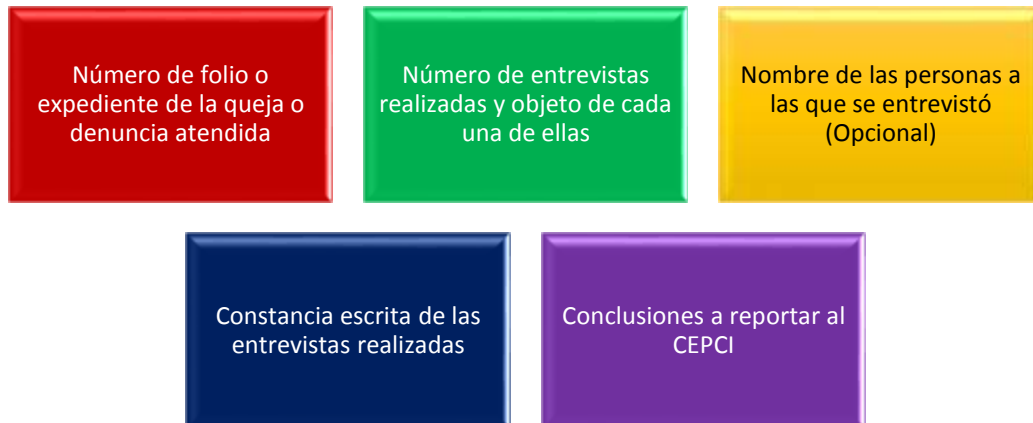 Número de folio o
expediente de la queja o
denuncia atendida
Número de entrevistas
realizadas y objeto de cada
una de ellas
Nombre de las personas a
las que se entrevistó
(Opcional)
Constancia escrita de las
entrevistas realizadas
Conclusiones a reportar al
CEPCI